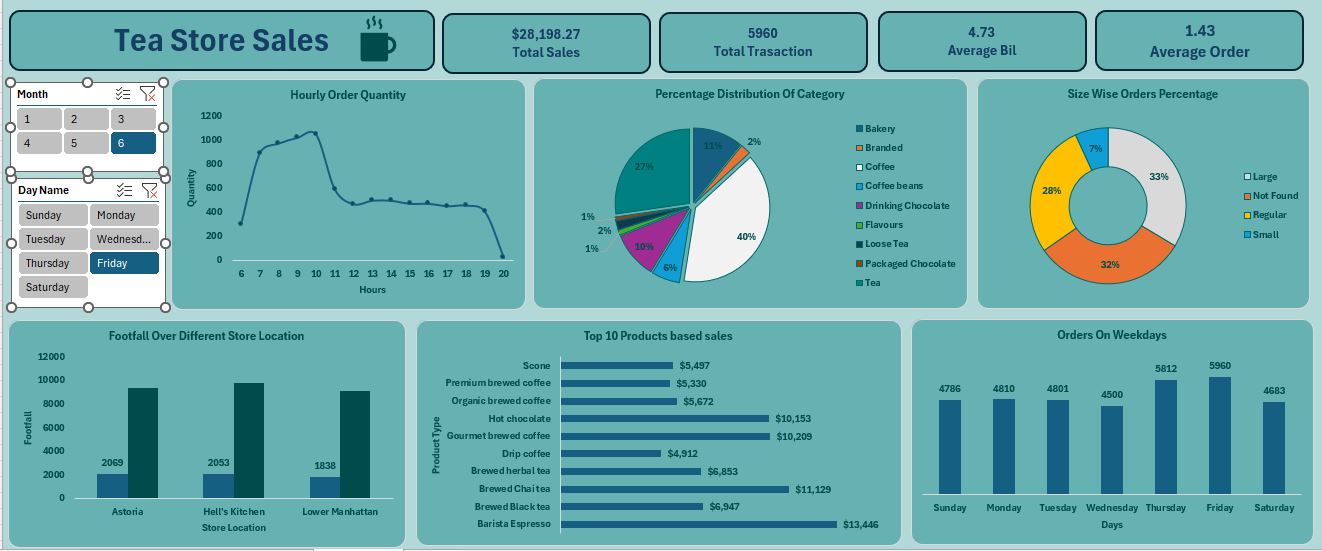 Tea Store Sales
$28,198.27
Total Sales
5960
Total Trasaction
4.73
Average Bil
1.43
Average Order
Month
1 2 3
4 5 6
Day Name
Sunday Monday
Tuesday Wednesd...
Thursday Friday
Saturday
Hourly Order Quantity
Quantity
1200
1000
800
600
400
200
0
6 7 8 9 10 11 12 13 14 15 16 17 18 19 20
Hours
Percentage Distribution Of Category
11%
2%
40%
6%
10%
1%
2%
1%
27%
Bakery
Branded
Coffee
Coffee beans
Drinking Chocolate
Flavours
Loose Tea
Packaged Chocolate
Tea
Size Wise Orders Percentage
7%
33%
28%
32%
Large
Not Found
Regular
Small
Footfall Over Different Store Location
Footfall
12000
10000
8000
6000
4000
2000
0
2069 2053 1838
Astoria Hell's Kitchen Lower Manhattan
Store Location
Top 10 Products based sales
Product Type
Scone $5,497
Premium brewed coffee $5,330
Organic brewed coffee $5,672
Hot chocolate $10,153
Gourmet brewed coffee $10,209
Drip coffee $4,912
Brewed herbal tea $6,853
Brewed Chai tea $11,129
Brewed Black tea $6,947
Barista Espresso $13,446
Orders On Weekdays
4786 4810 4801 4500 5812 5960 4683
Sunday Monday Tuesday Wednesday Thursday Friday Saturday
Days